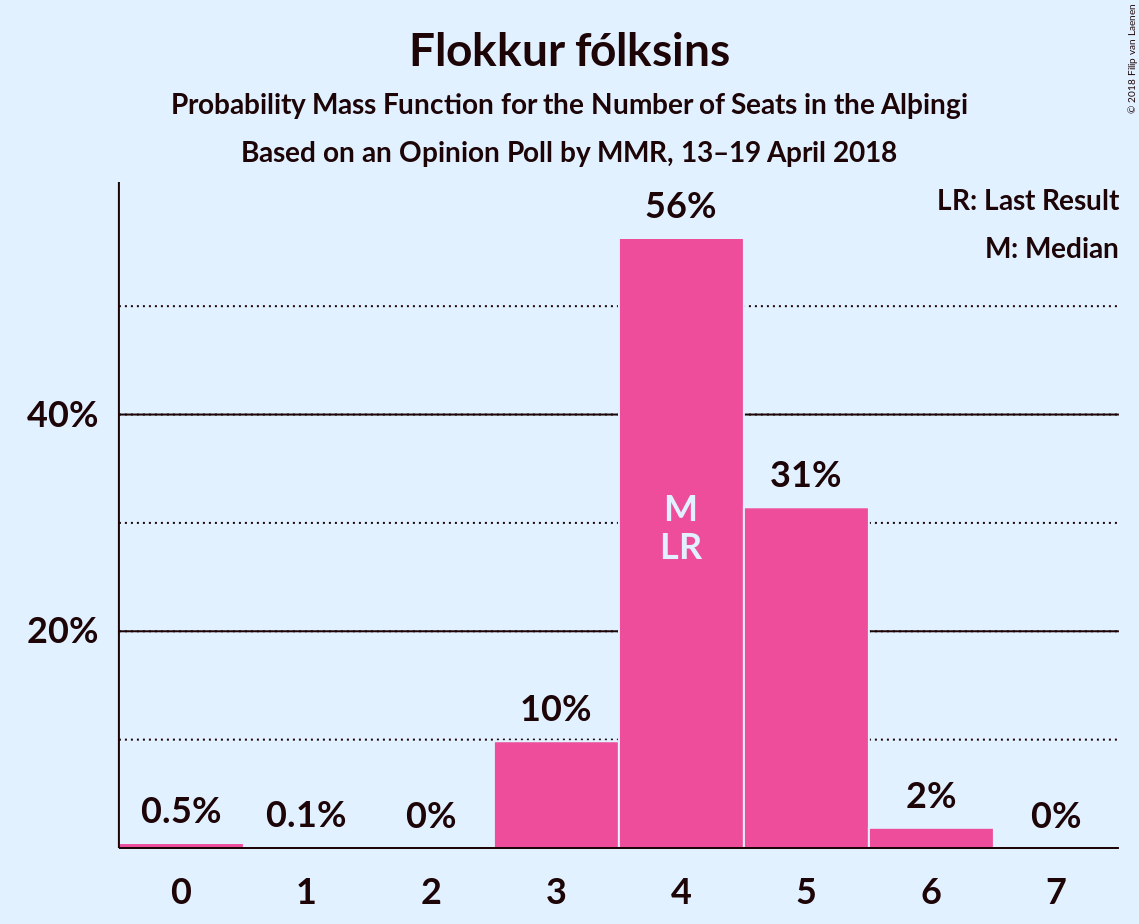 Flokkur fólksins
Probability Mass Function for the Number of Seats in the Alþingi
Based on an Opinion Poll by MMR, 13–19 April 2018
© 2018 Filip van Laenen
LR: Last Result
M: Median
56%
40%
31%
M
LR
20%
10%
0.5%
0.1%
0%
2%
0%
0 1 2 3 4 5 6 7